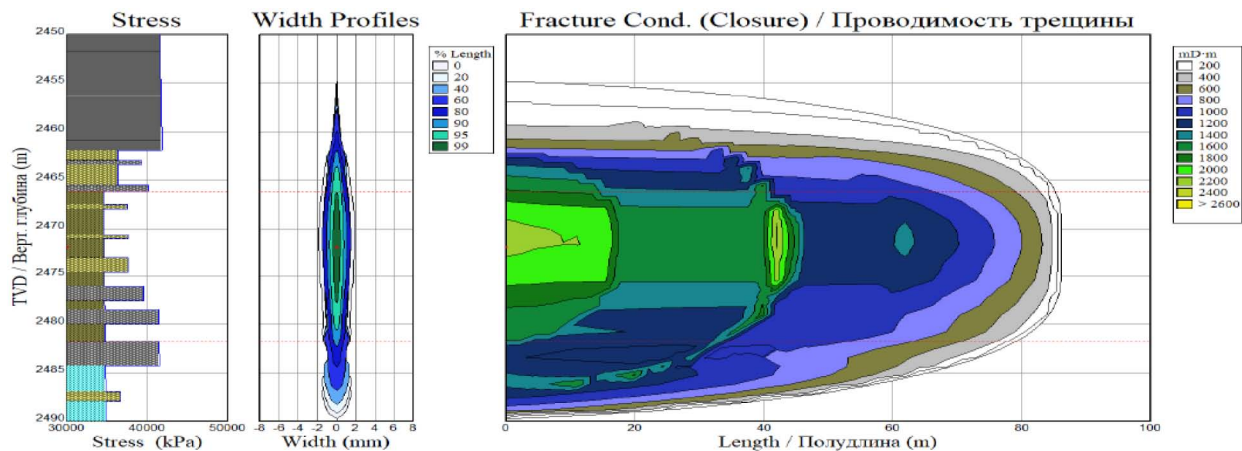 Stress
Width Profiles
Fracture Cond. (Closure) / Проводимость трещины
TVD / Верт. глубина (m)
2450
2455
2460
2465
2470
2475
2480
2485
2490
30000 40000 50000
Stress (kPa)
-8 -6 -4 -2 0 2 4 6 8
Width (mm)
% Length
0
20
40
60
80
90
95
99
0 20 40 60 80 100
Length / Полудлина (m)
mD·m
200
400
600
800
1000
1200
1400
1600
1800
2000
2200
2400
> 2600